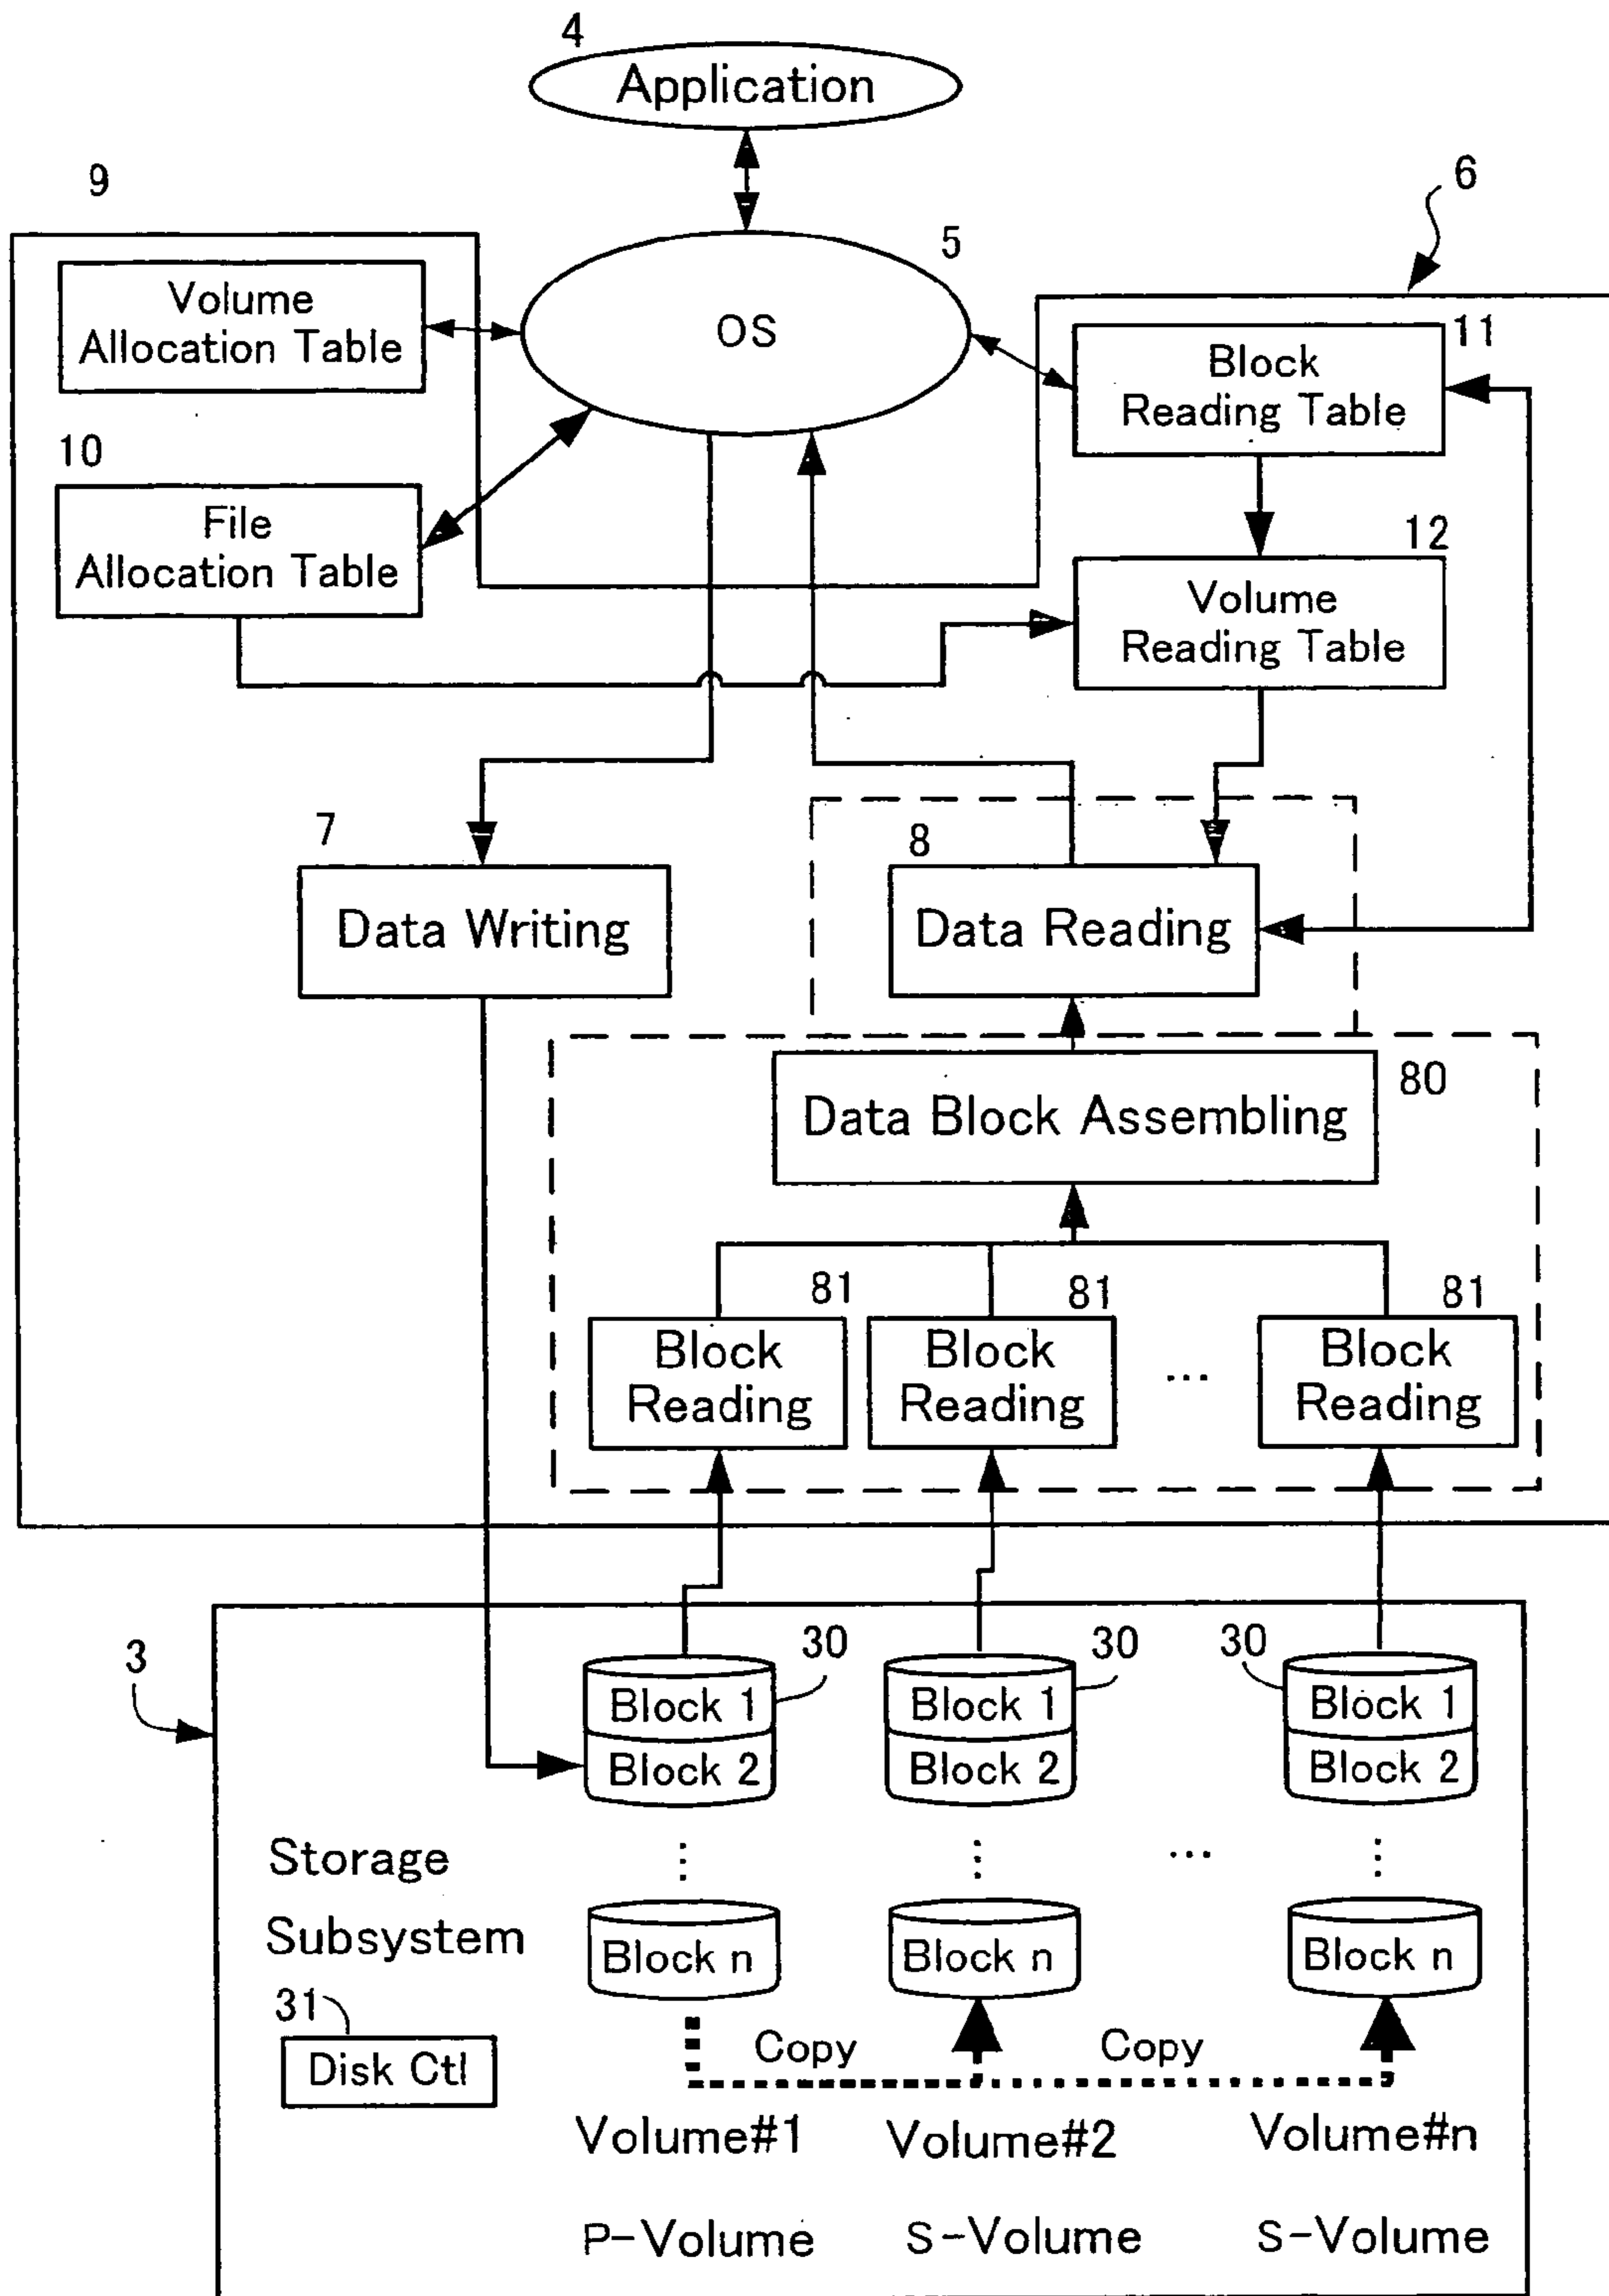 4
Application
9
6
5
Volume
Allocation Table
OS
11
Block
Reading Table
10
File
Allocation Table
12
Volume
Reading Table
7
8
Data Writing
Data Reading
80
Data Block Assembling
81
81
81
Block
Reading
Block
Reading
...
Block
Reading
3
30
30
30
Block 1
Block 1
Block 1
Block 2
Block 2
Block 2
Storage
Subsystem
...
Block n
Block n
Block n
31
Disk Ctl
Copy
Copy
Volume#1
Volume#2
Volume#n
P-Volume
S-Volume
S-Volume